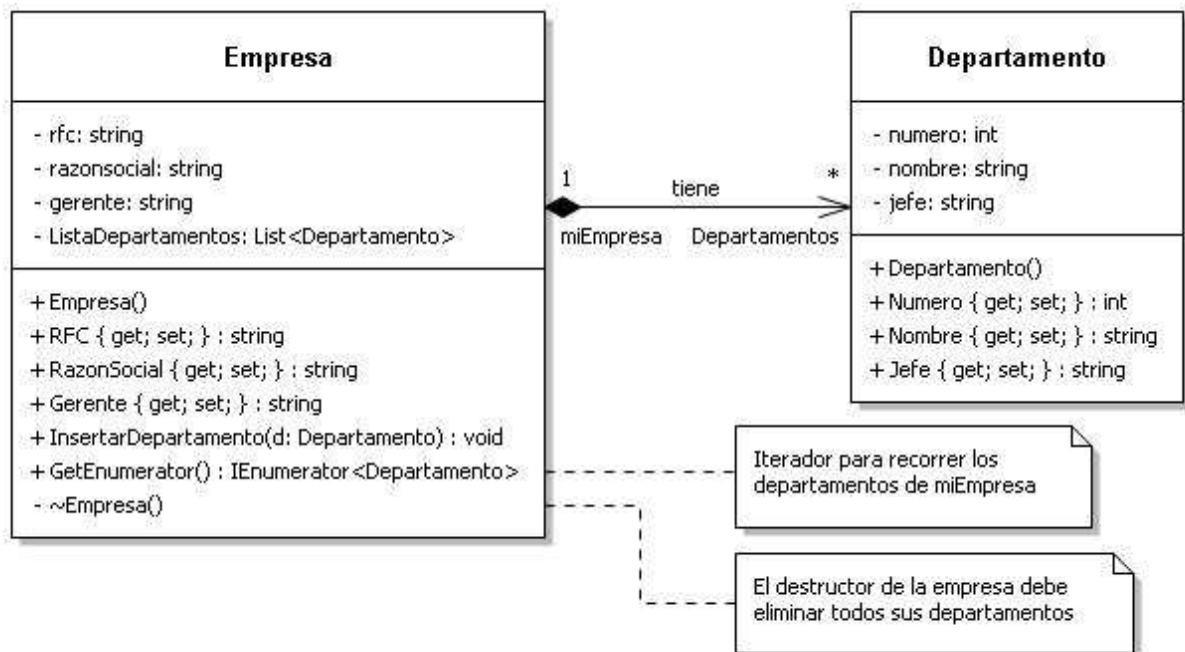 Empresa
- rfc: string
- razonsocial: string
- gerente: string
- ListaDepartamentos: List<Departamento>
+ Empresa()
+ RFC { get; set; } : string
+ RazonSocial { get; set; } : string
+ Gerente { get; set; } : string
+ InsertarDepartamento(d: Departamento) : void
+ GetEnumerator() : IEnumerator<Departamento>
- ~Empresa()
1
tiene
*
miEmpresa
Departamentos
Departamento
- numero: int
- nombre: string
- jefe: string
+ Departamento()
+ Numero { get; set; } : int
+ Nombre { get; set; } : string
+ Jefe { get; set; } : string
Iterador para recorrer los
departamentos de miEmpresa
El destructor de la empresa debe
eliminar todos sus departamentos